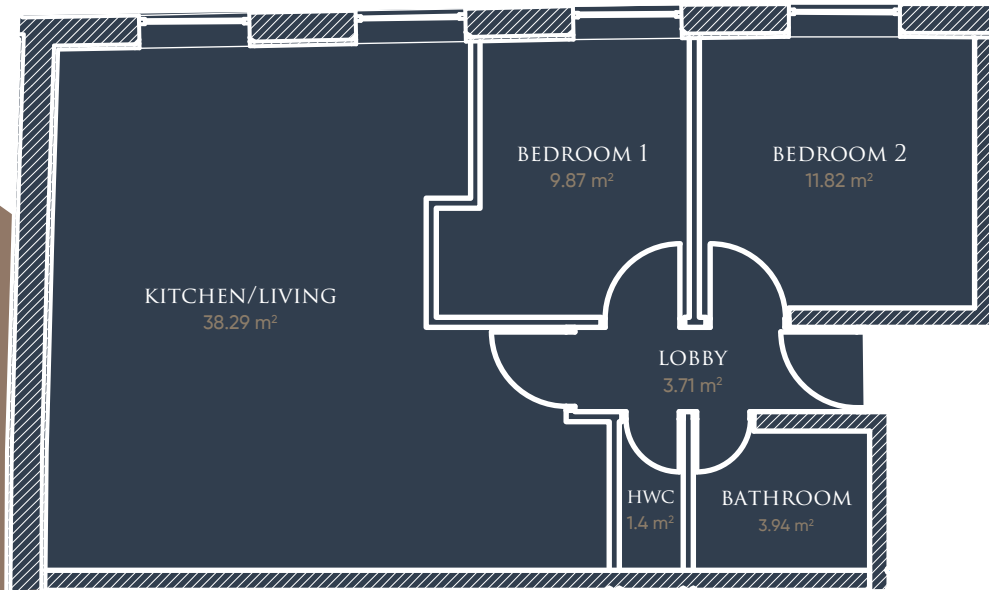 BEDROOM 1
9.87 m²
BEDROOM 2
11.82 m²
KITCHEN/LIVING
38.29 m²
LOBBY
3.71 m²
HWC
1.4 m²
BATHROOM
3.94 m²